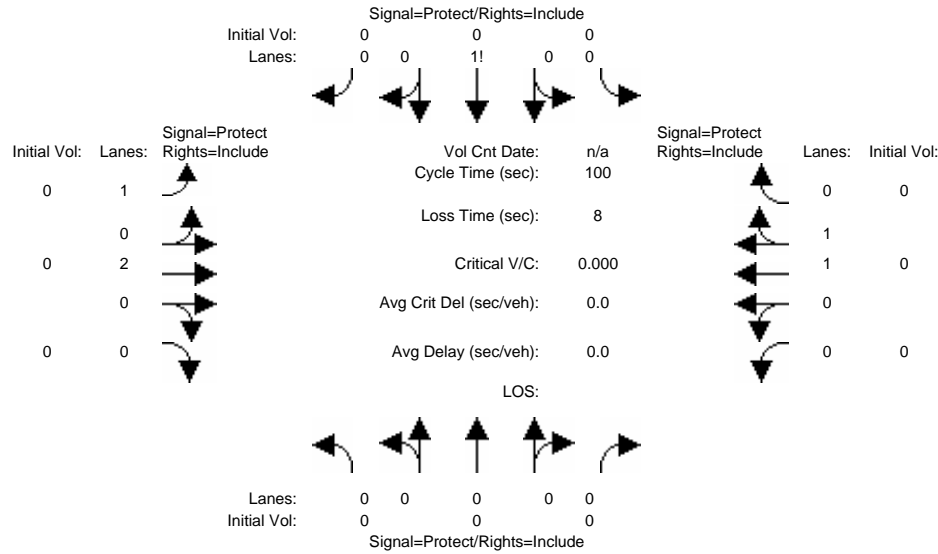 Signal=Protect/Rights=Include
Initial Vol: 0 0 0
Lanes: 0 0 1! 0 0
Signal=Protect Signal=Protect
Initial Vol: Lanes: Rights=Include Vol Cnt Date: n/a Rights=Include Lanes: Initial Vol:
Cycle Time (sec): 100
0 1 0 0
Loss Time (sec): 8
0 1
0 2 Critical V/C: 0.000 1 0
0 Avg Crit Del (sec/veh): 0.0 0
0 0 Avg Delay (sec/veh): 0.0 0 0
LOS:
Lanes: 0 0 0 0 0
Initial Vol: 0 0 0
Signal=Protect/Rights=Include